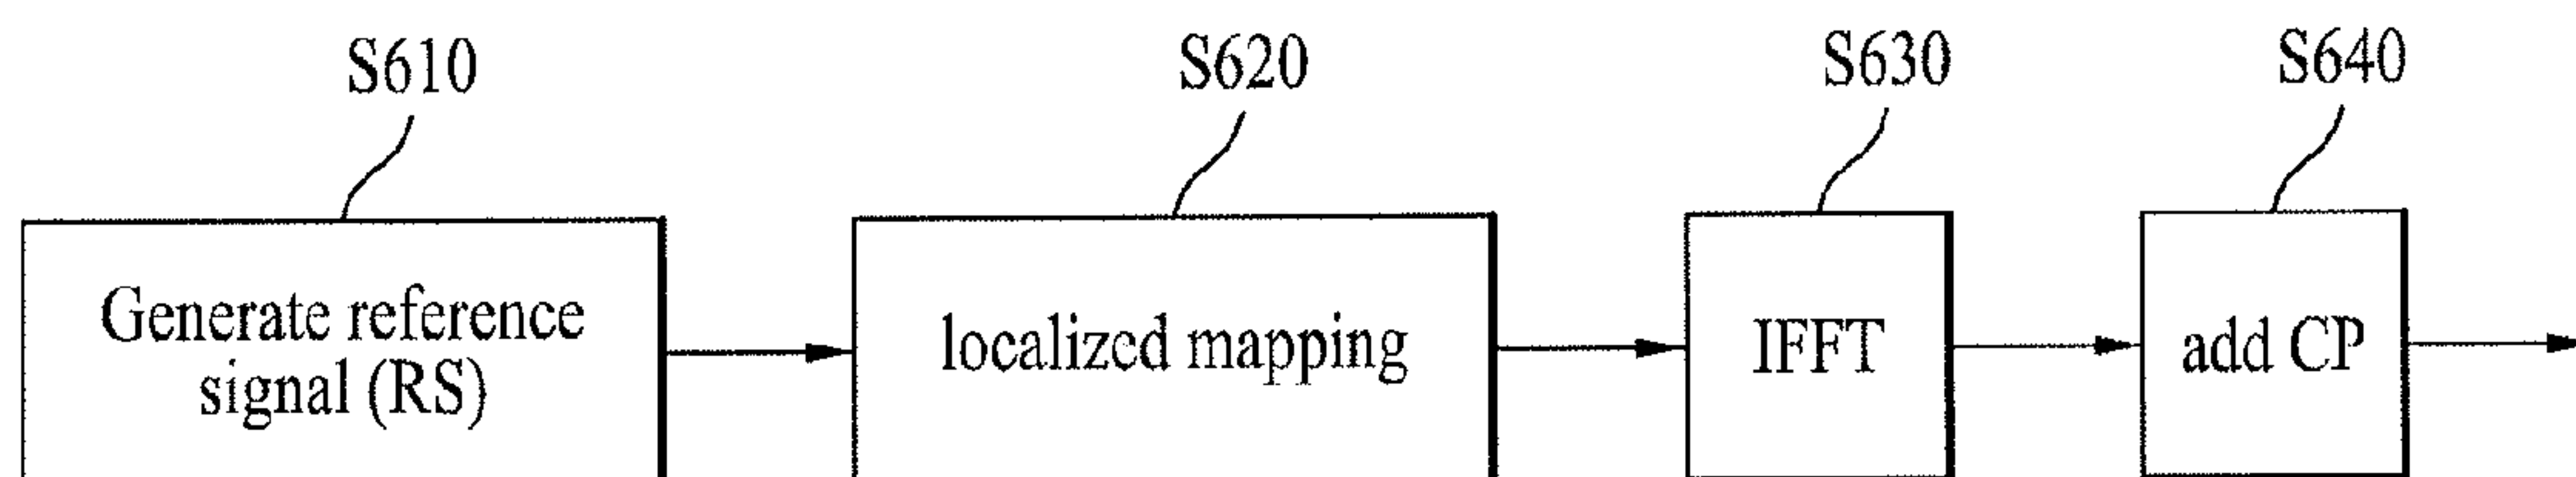 S610
S620
S630
S640
Generate reference
signal (RS)
localized mapping
IFFT
add CP